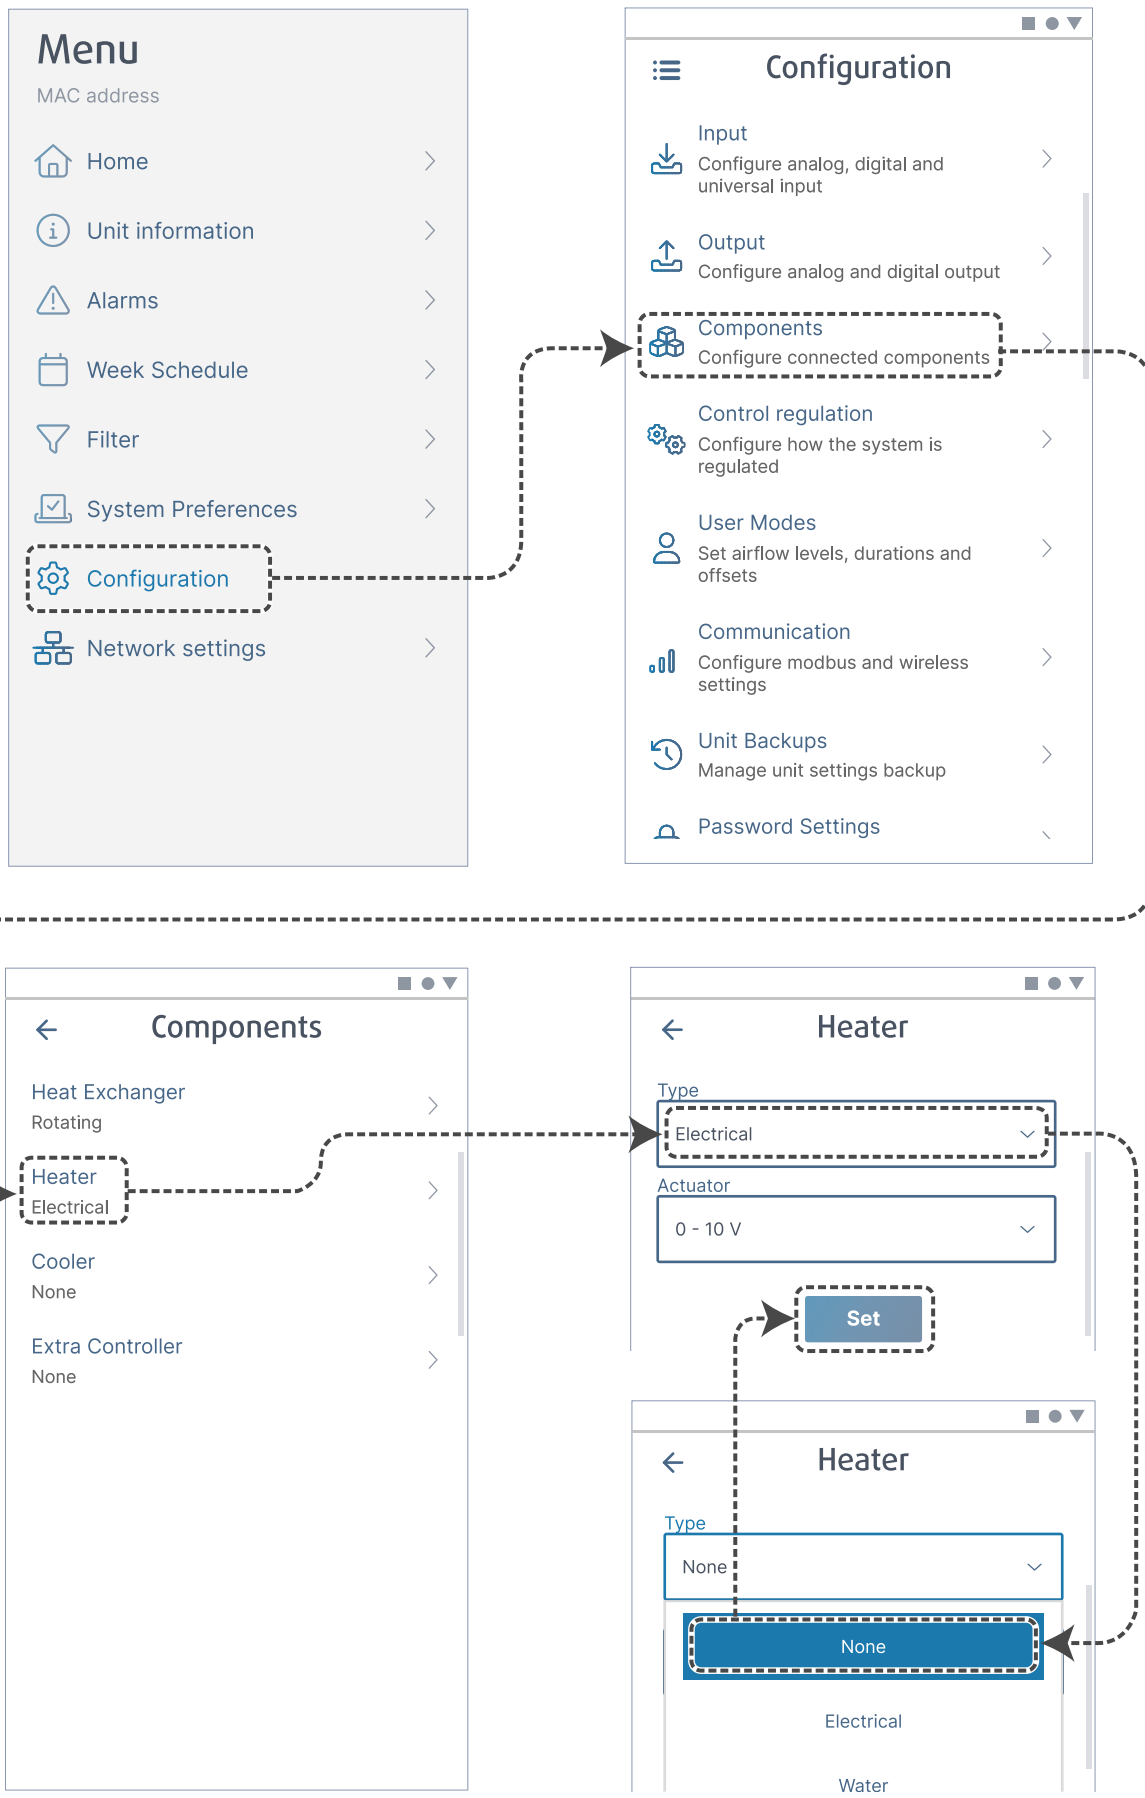 Menu
MAC address
Home
Unit information
Alarms
Week Schedule
Filter
System Preferences
Configuration
Network settings
Configuration
Input
Configure analog, digital and
universal input
Output
Configure analog and digital output
Components
Configure connected components
Control regulation
Configure how the system is
regulated
User Modes
Set airflow levels, durations and
offsets
Communication
Configure modbus and wireless
settings
Unit Backups
Manage unit settings backup
Password Settings
Components
Heat Exchanger
Rotating
Heater
Electrical
Cooler
None
Extra Controller
None
Heater
Type
Electrical
Actuator
0 - 10 V
Set
Heater
Type
None
None
Electrical
Water